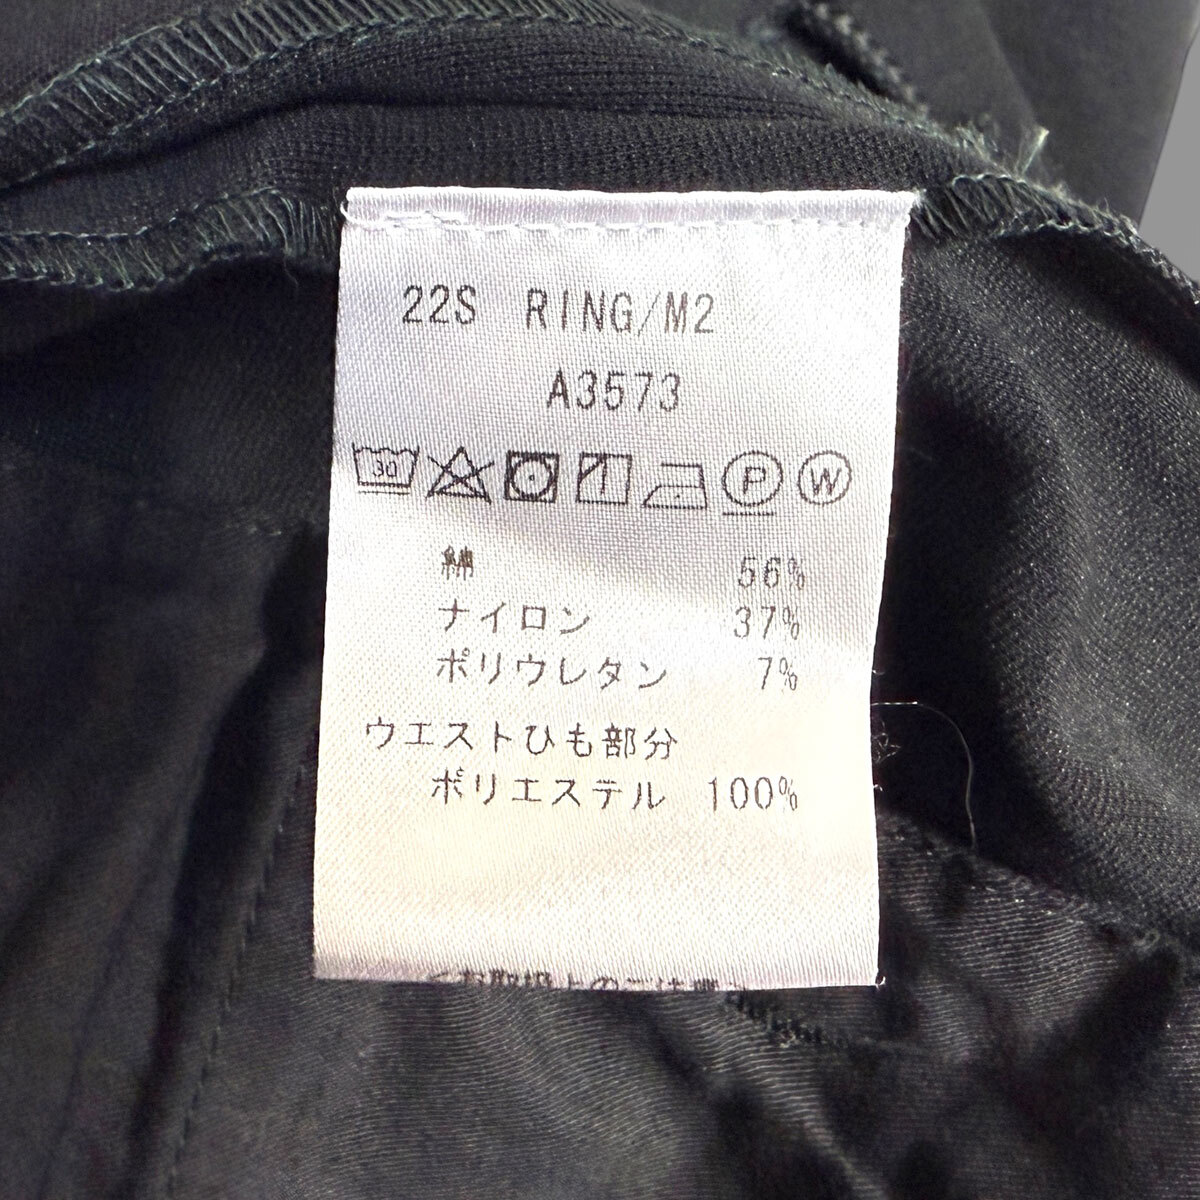 22S RING/M2
A3573
30 P W
綿 56%
ナイロン 37%
ポリウレタン 7%
ウエストひも部分
ポリエステル 100%